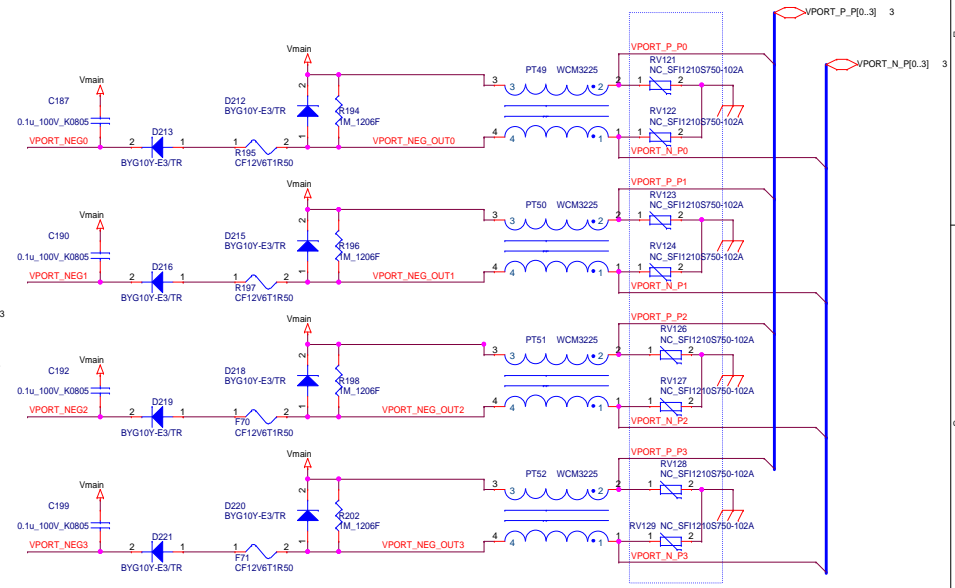 VPORT_P_P[0..3] 3
VPORT_N_P[0..3] 3
Vmain
Vmain
C187
0.1u_100V_K0805
VPORT_NEG0
2 D213 1
BYG10Y-E3/TR
1 2
R195
CF12V6T1R50
D212
BYG10Y-E3/TR
2
1
R194
1M_1206F
VPORT_NEG_OUT0
PT49 WCM3225
3 3 2 2
4 4 1 1
VPORT_P_P0
RV121
1 2
NC_SFI1210S750-102A
RV122
1 2
NC_SFI1210S750-102A
VPORT_N_P0
Vmain
Vmain
C190
0.1u_100V_K0805
VPORT_NEG1
2 D216 1
BYG10Y-E3/TR
1 2
R197
CF12V6T1R50
D215
BYG10Y-E3/TR
2
1
R196
1M_1206F
VPORT_NEG_OUT1
PT50 WCM3225
3 3 2 2
4 4 1 1
VPORT_P_P1
RV123
1 2
NC_SFI1210S750-102A
RV124
1 2
NC_SFI1210S750-102A
VPORT_N_P1
3
Vmain
Vmain
C192
0.1u_100V_K0805
VPORT_NEG2
2 D219 1
BYG10Y-E3/TR
1 2
F70
CF12V6T1R50
D218
BYG10Y-E3/TR
2
1
R198
1M_1206F
VPORT_NEG_OUT2
PT51 WCM3225
3 3 2 2
4 4 1 1
VPORT_P_P2
RV126
1 2
NC_SFI1210S750-102A
RV127
1 2
NC_SFI1210S750-102A
VPORT_N_P2
Vmain
Vmain
C199
0.1u_100V_K0805
VPORT_NEG3
2 D221 1
BYG10Y-E3/TR
1 2
F71
CF12V6T1R50
D220
BYG10Y-E3/TR
2
1
R202
1M_1206F
VPORT_NEG_OUT3
PT52 WCM3225
3 3 2 2
4 4 1 1
VPORT_P_P3
RV128
1 2
NC_SFI1210S750-102A
RV129 NC_SFI1210S750-102A
1 2
VPORT_N_P3